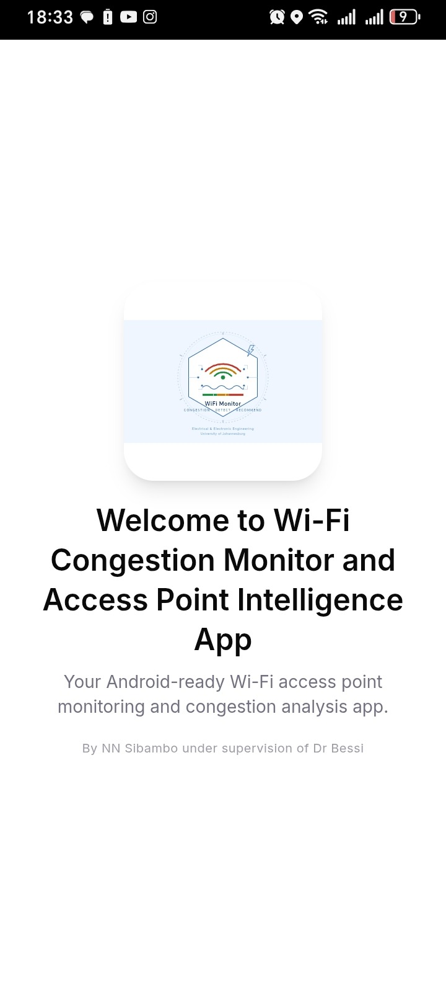 18:33
9
WiFi Monitor
CONGESTION · DETECT · RECOMMEND
Electrical & Electronic Engineering
University of Johannesburg
Welcome to Wi-Fi
Congestion Monitor and
Access Point Intelligence
App
Your Android-ready Wi-Fi access point
monitoring and congestion analysis app.
By NN Sibambo under supervision of Dr Bessi